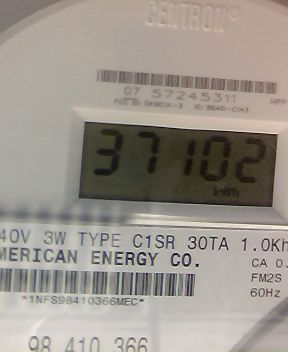 CENTRON®
07 57245311
37102
kWh
40V 3W TYPE C1SR 30TA 1.0Kh
MERICAN ENERGY CO.
CA 0.
FM2S
*1NFS98410366MEC*
60Hz
98 410 366